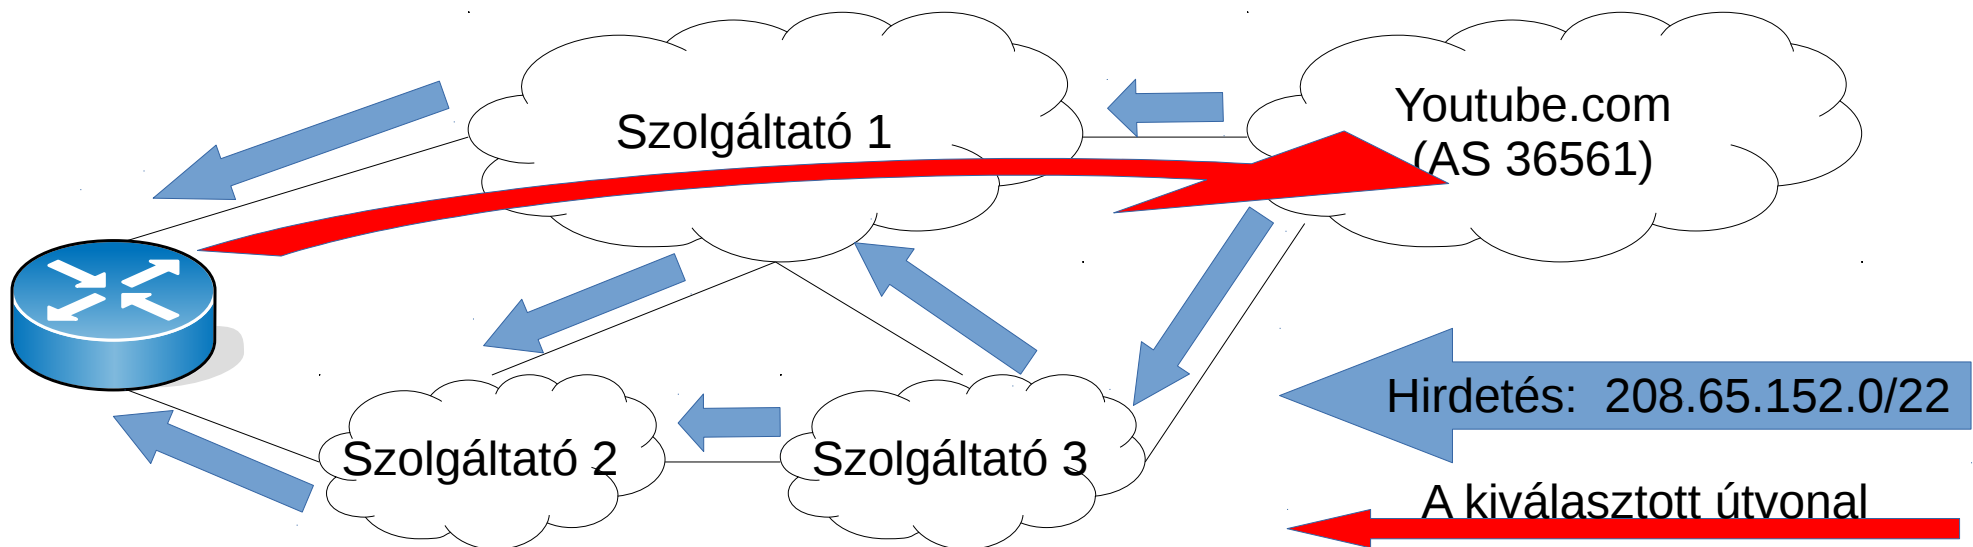 Szolgáltató 1
Youtube.com
(AS 36561)
Hirdetés:  208.65.152.0/22
Szolgáltató 2
Szolgáltató 3
A kiválasztott útvonal